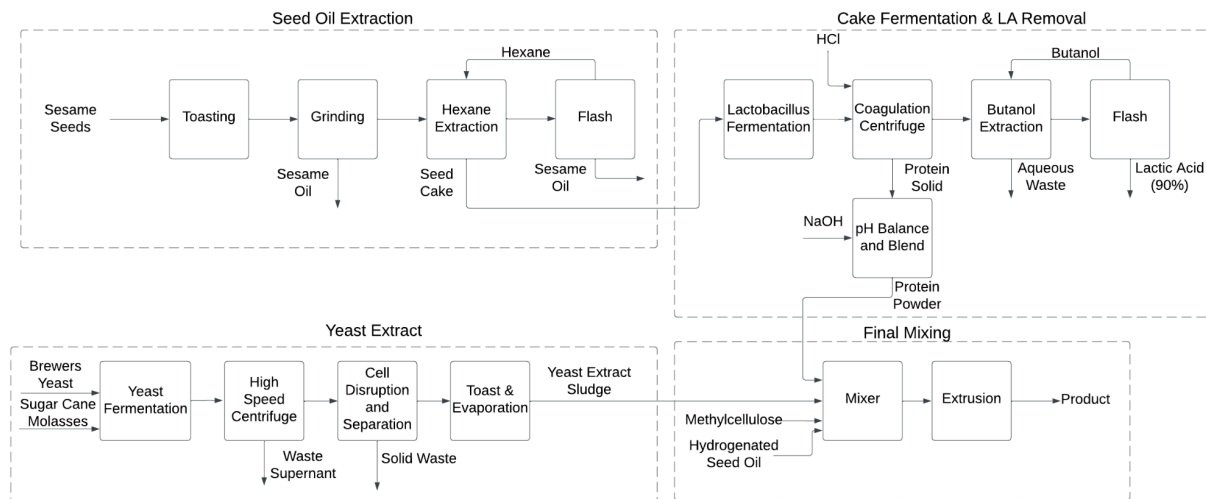 Seed Oil Extraction
Hexane
Sesame
Seeds
Toasting
Grinding
Hexane
Extraction
Flash
Sesame
Oil
Seed
Cake
Sesame
Oil
Cake Fermentation & LA Removal
HCl
Butanol
Lactobacillus
Fermentation
Coagulation
Centrifuge
Butanol
Extraction
Flash
Protein
Solid
Aqueous
Waste
Lactic Acid
(90%)
NaOH
pH Balance
and Blend
Protein
Powder
Yeast Extract
Brewers
Yeast
Sugar Cane
Molasses
Yeast
Fermentation
High
Speed
Centrifuge
Cell
Disruption
and
Separation
Toast &
Evaporation
Yeast Extract
Sludge
Waste
Supernant
Solid Waste
Final Mixing
Methylcellulose
Hydrogenated
Seed Oil
Mixer
Extrusion
Product